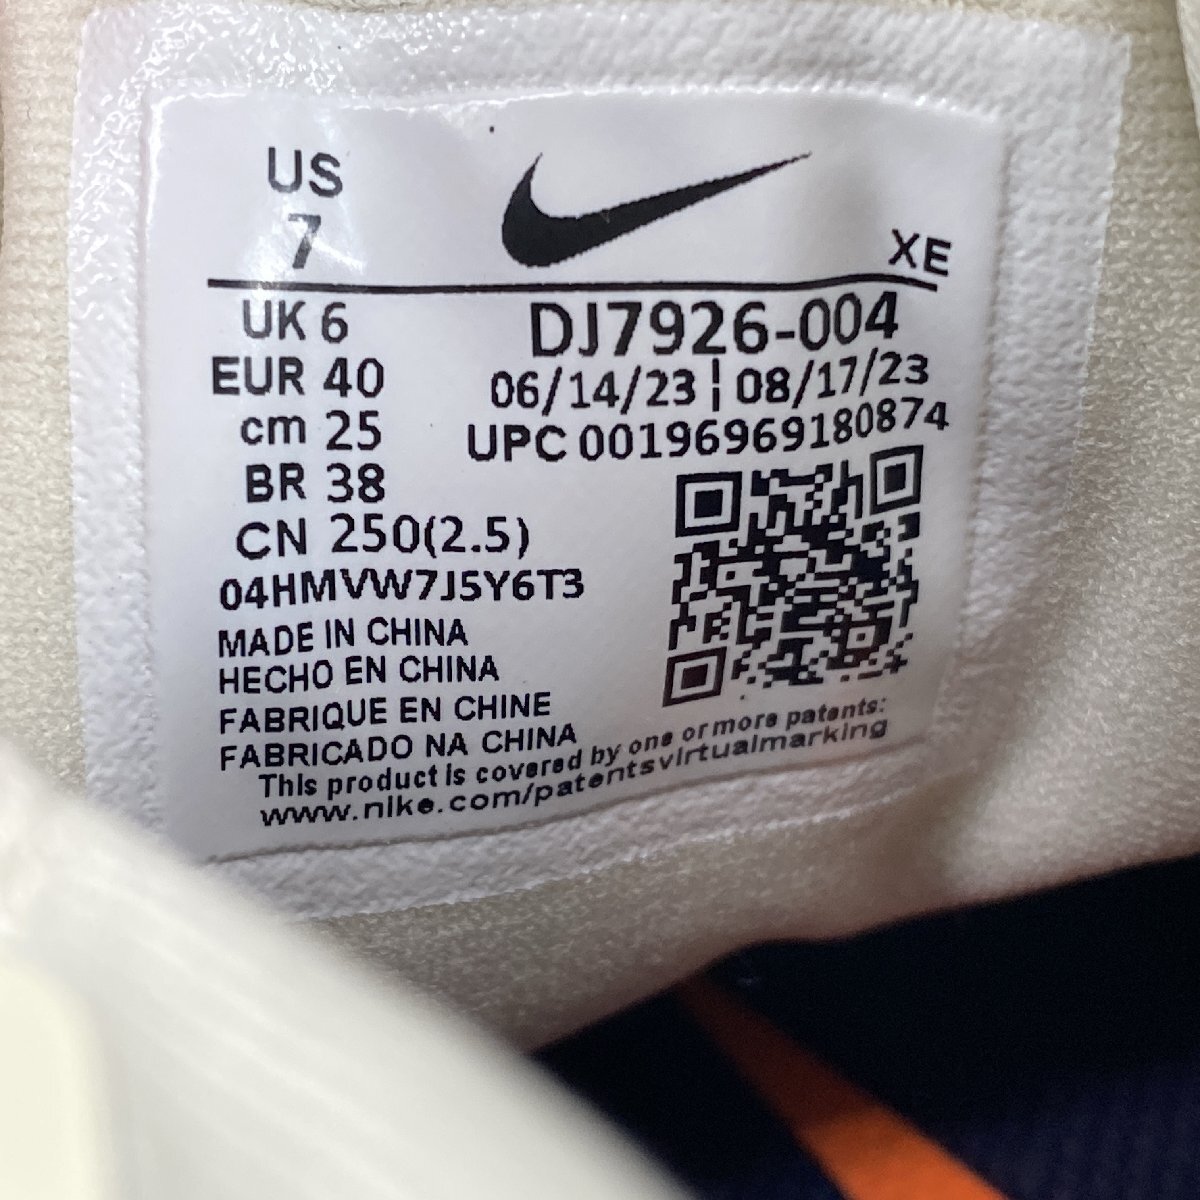 US
7
XE
UK 6
EUR 40
cm 25
BR 38
CN 250(2.5)
DJ7926-004
06/14/23 | 08/17/23
UPC 00196969180874
04HMVW7J5Y6T3
MADE IN CHINA
HECHO EN CHINA
FABRIQUE EN CHINE
FABRICADO NA CHINA
This product is covered by one or more patents:
www.nike.com/patentsvirtualmarking